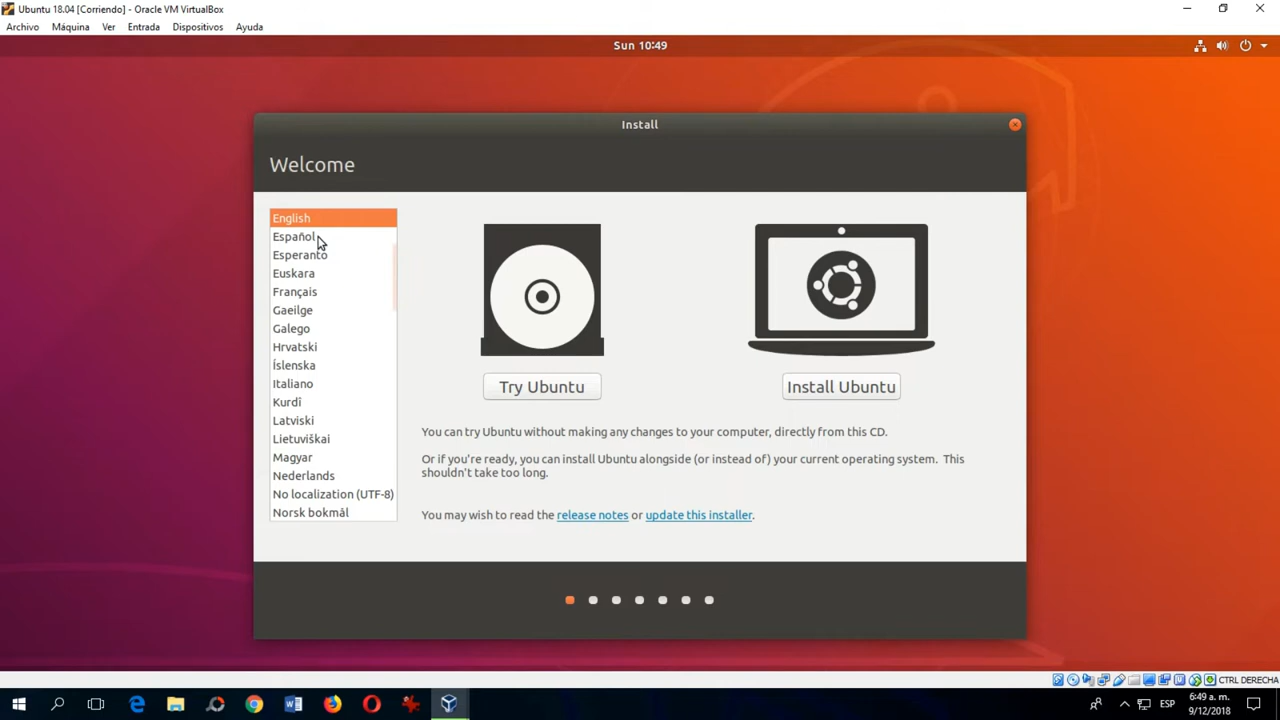 Ubuntu 18.04 [Corriendo] - Oracle VM VirtualBox
Archivo Máquina Ver Entrada Dispositivos Ayuda
Sun 10:49
Install
Welcome
English
Español
Esperanto
Euskara
Français
Gaeilge
Galego
Hrvatski
Íslenska
Italiano
Kurdî
Latviski
Lietuviškai
Magyar
Nederlands
No localization (UTF-8)
Norsk bokmål
Try Ubuntu
Install Ubuntu
You can try Ubuntu without making any changes to your computer, directly from this CD.
Or if you're ready, you can install Ubuntu alongside (or instead of) your current operating system. This
shouldn't take too long.
You may wish to read the release notes or update this installer.
CTRL DERECHA
ESP
6:49 a. m.
9/12/2018